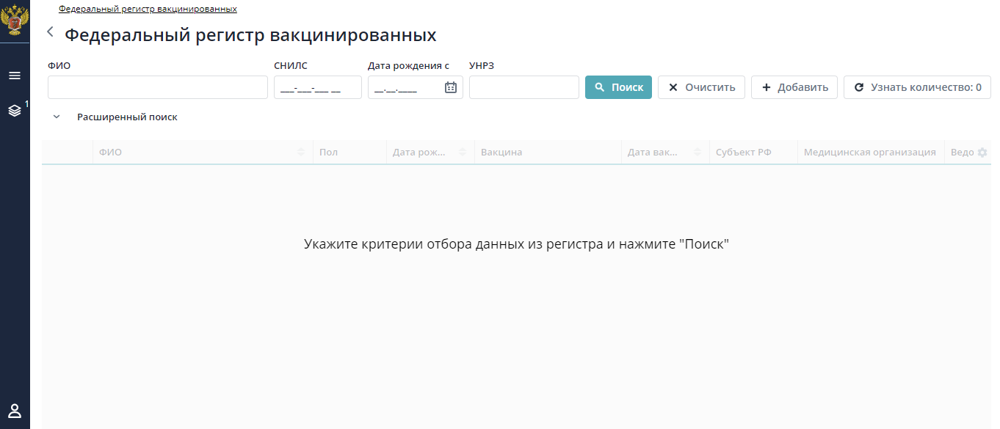 Федеральный регистр вакцинированных
Федеральный регистр вакцинированных
ФИО СНИЛС Дата рождения с УНРЗ
___-___-___ __ __.__.____ Поиск Очистить Добавить Узнать количество: 0
1
Расширенный поиск
ФИО Пол Дата рож... Вакцина Дата вак... Субъект РФ Медицинская организация Ведо
Укажите критерии отбора данных из регистра и нажмите "Поиск"